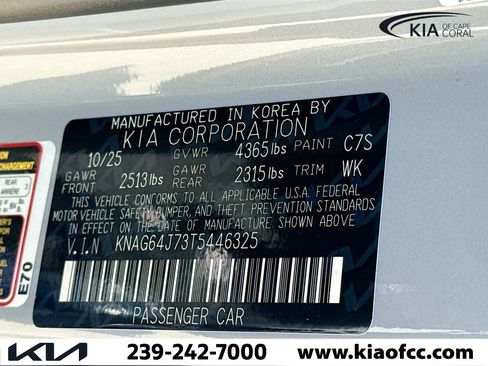 KIA OF CAPE CORAL
MANUFACTURED IN KOREA BY
KIA CORPORATION
10/25 GVWR 4365 lbs PAINT C7S
GAWR FRONT 2513 lbs GAWR REAR 2315 lbs TRIM WK
THIS VEHICLE CONFORMS TO ALL APPLICABLE U.S.A FEDERAL
MOTOR VEHICLE SAFETY, BUMPER, AND THEFT PREVENTION STANDARDS
IN EFFECT ON THE DATE OF MANUFACTURE SHOWN ABOVE
V.I.N KNAG64J73T5446325
PASSENGER CAR
REAR
ARRIERE
E70
KIA 239-242-7000 www.kiaofcc.com